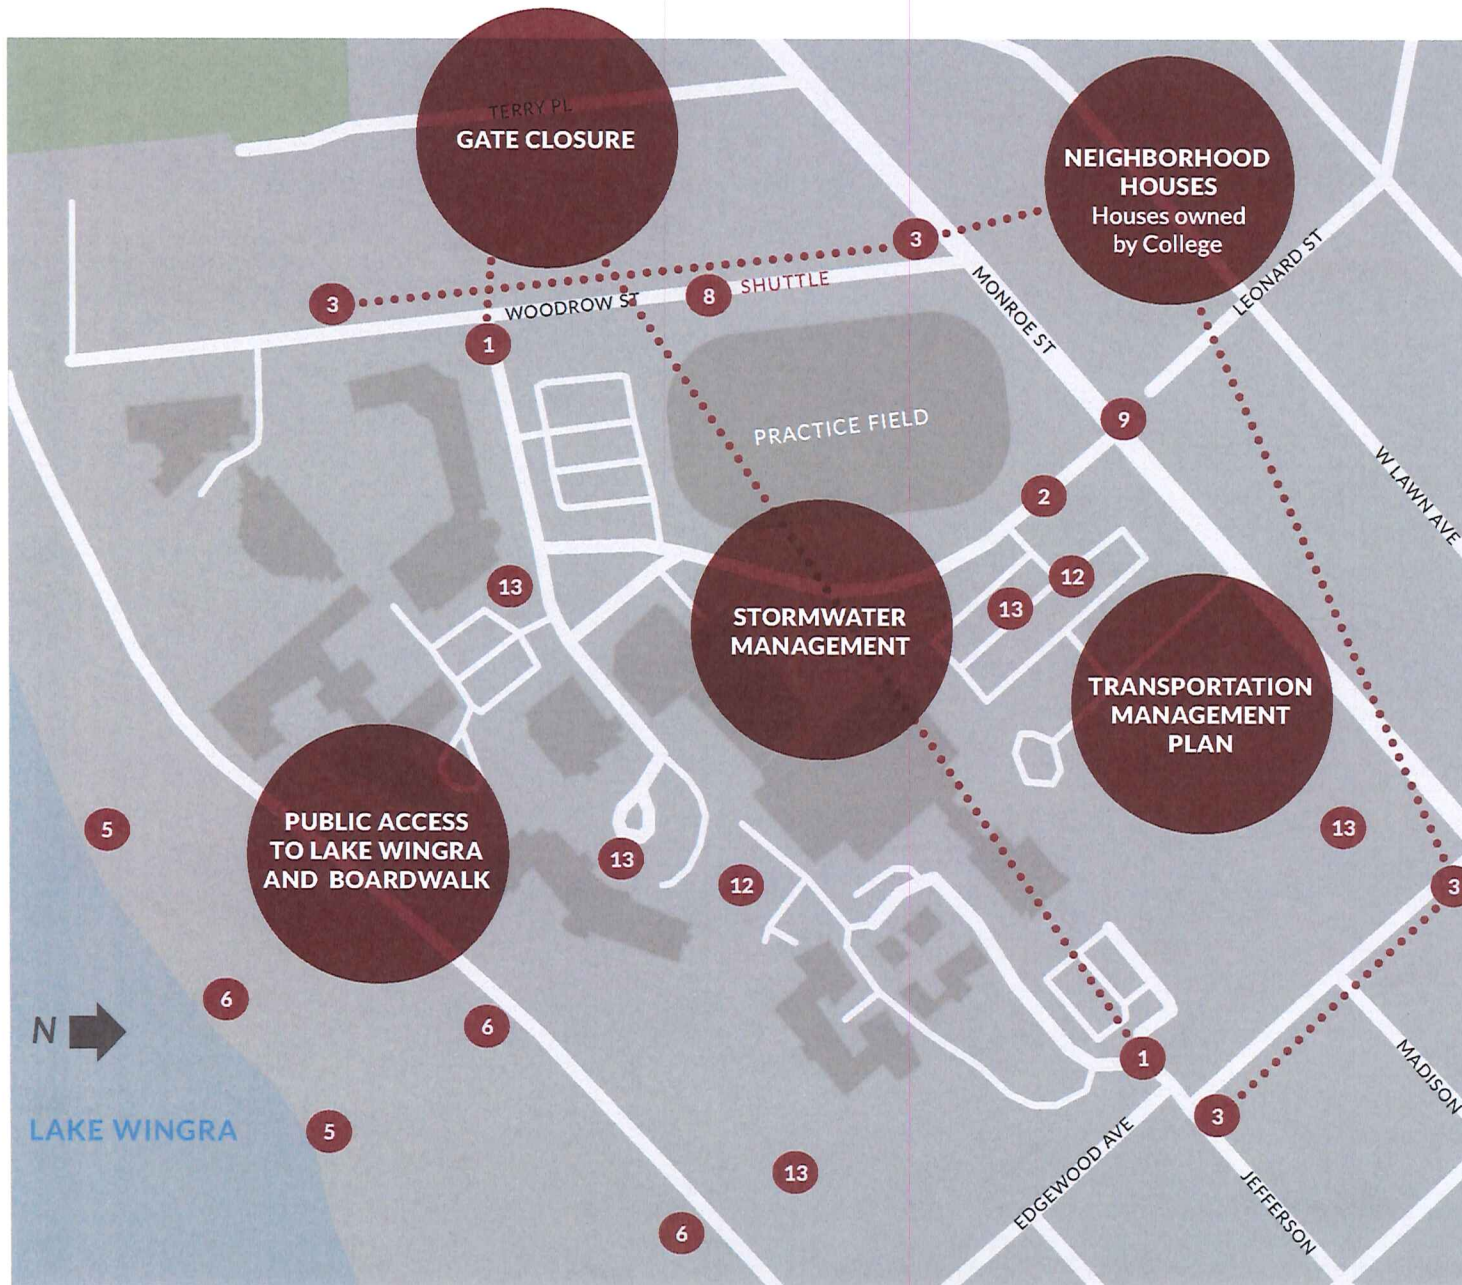 TERRY PL
GATE CLOSURE
NEIGHBORHOOD
HOUSES
Houses owned
by College
3
3
WOODROW ST
8
SHUTTLE
1
MONROE ST
LEONARD ST
PRACTICE FIELD
9
W LAWN AVE
2
13
12
13
STORMWATER
MANAGEMENT
TRANSPORTATION
MANAGEMENT
PLAN
PUBLIC ACCESS
TO LAKE WINGRA
AND BOARDWALK
5
13
13
12
3
6
6
N
1
MADISON
LAKE WINGRA
5
3
EDGEWOOD AVE
JEFFERSON
13
6